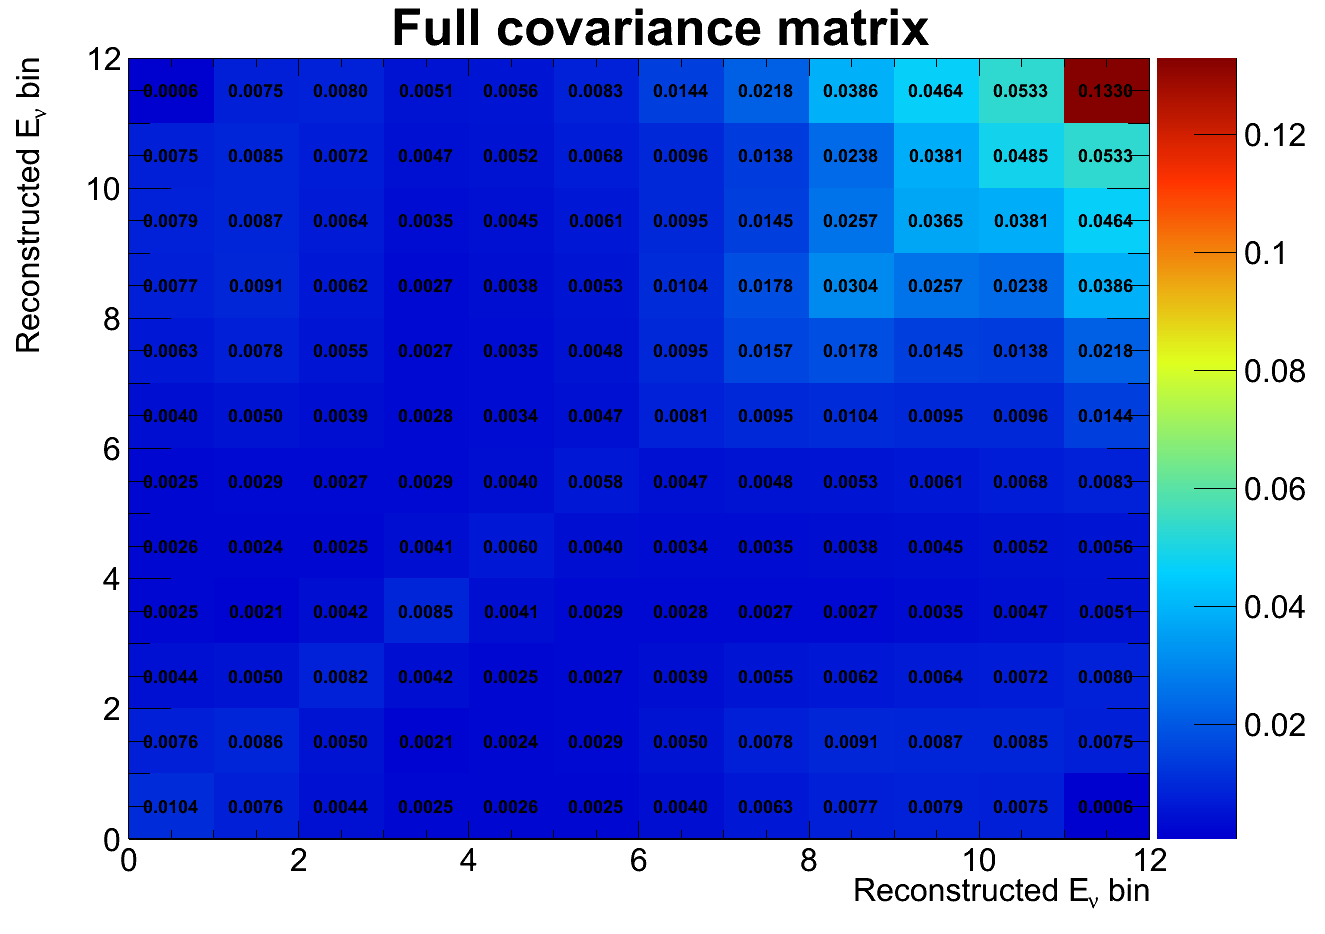 Full covariance matrix
Reconstructed Eν bin
12
0.0006 0.0075 0.0080 0.0051 0.0056 0.0083 0.0144 0.0218 0.0386 0.0464 0.0533 0.1330
0.12
0.0075 0.0085 0.0072 0.0047 0.0052 0.0068 0.0096 0.0138 0.0238 0.0381 0.0485 0.0533
10
0.0079 0.0087 0.0064 0.0035 0.0045 0.0061 0.0095 0.0145 0.0257 0.0365 0.0381 0.0464
0.1
0.0077 0.0091 0.0062 0.0027 0.0038 0.0053 0.0104 0.0178 0.0304 0.0257 0.0238 0.0386
8
0.0063 0.0078 0.0055 0.0027 0.0035 0.0048 0.0095 0.0157 0.0178 0.0145 0.0138 0.0218
0.08
0.0040 0.0050 0.0039 0.0028 0.0034 0.0047 0.0081 0.0095 0.0104 0.0095 0.0096 0.0144
6
0.0025 0.0029 0.0027 0.0029 0.0040 0.0058 0.0047 0.0048 0.0053 0.0061 0.0068 0.0083
0.06
0.0026 0.0024 0.0025 0.0041 0.0060 0.0040 0.0034 0.0035 0.0038 0.0045 0.0052 0.0056
4
0.0025 0.0021 0.0042 0.0085 0.0041 0.0029 0.0028 0.0027 0.0027 0.0035 0.0047 0.0051
0.04
0.0044 0.0050 0.0082 0.0042 0.0025 0.0027 0.0039 0.0055 0.0062 0.0064 0.0072 0.0080
2
0.02
0.0076 0.0086 0.0050 0.0021 0.0024 0.0029 0.0050 0.0078 0.0091 0.0087 0.0085 0.0075
0.0104 0.0076 0.0044 0.0025 0.0026 0.0025 0.0040 0.0063 0.0077 0.0079 0.0075 0.0006
0
0 2 4 6 8 10 12
Reconstructed Eν bin